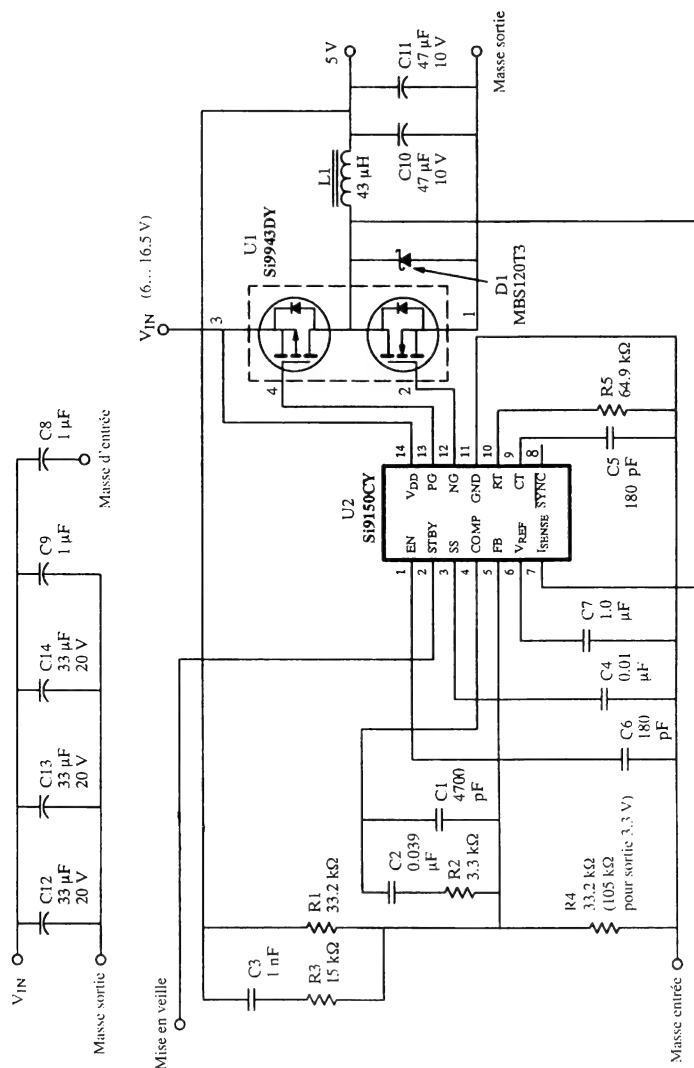 VIN
Masse sortie
C12
33 µF
20 V
C13
33 µF
20 V
C14
33 µF
20 V
C9
1 µF
C8
1 µF
Masse d'entrée
VIN (6... 16.5 V)
3
U1
Si9943DY
4
2
1
L1
43 µH
5 V
C10
47 µF
10 V
C11
47 µF
10 V
Masse sortie
D1
MBS120T3
U2
Si9150CY
1
2
3
4
5
6
7
EN
STBY
SS
COMP
FB
VREF
ISENSE
VDD
PG
NG
GND
RT
CT
SYNC
14
13
12
11
10
9
8
R5
64.9 kΩ
C5
180 pF
C7
1.0
µF
C4
0.01
µF
C6
180
pF
C1
4700
pF
C2
0.039
µF
R2
3.3 kΩ
R1
33.2 kΩ
C3
1 nF
R3
15 kΩ
R4
33.2 kΩ
(105 kΩ
pour sortie 3.3 V)
Mise en veille
Masse entrée